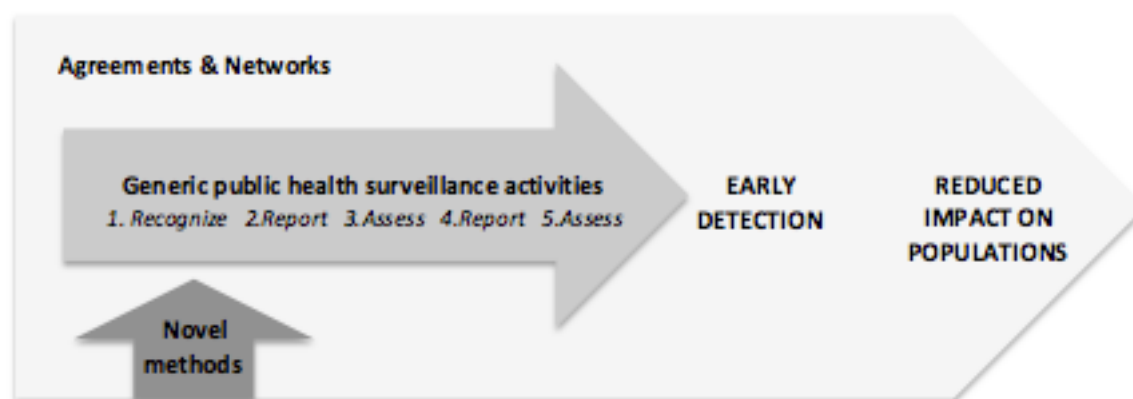 Agreements & Networks
Generic public health surveillance activities
1. Recognize 2.Report 3.Assess 4.Report 5.Assess
EARLY
DETECTION
REDUCED
IMPACT ON
POPULATIONS
Novel
methods